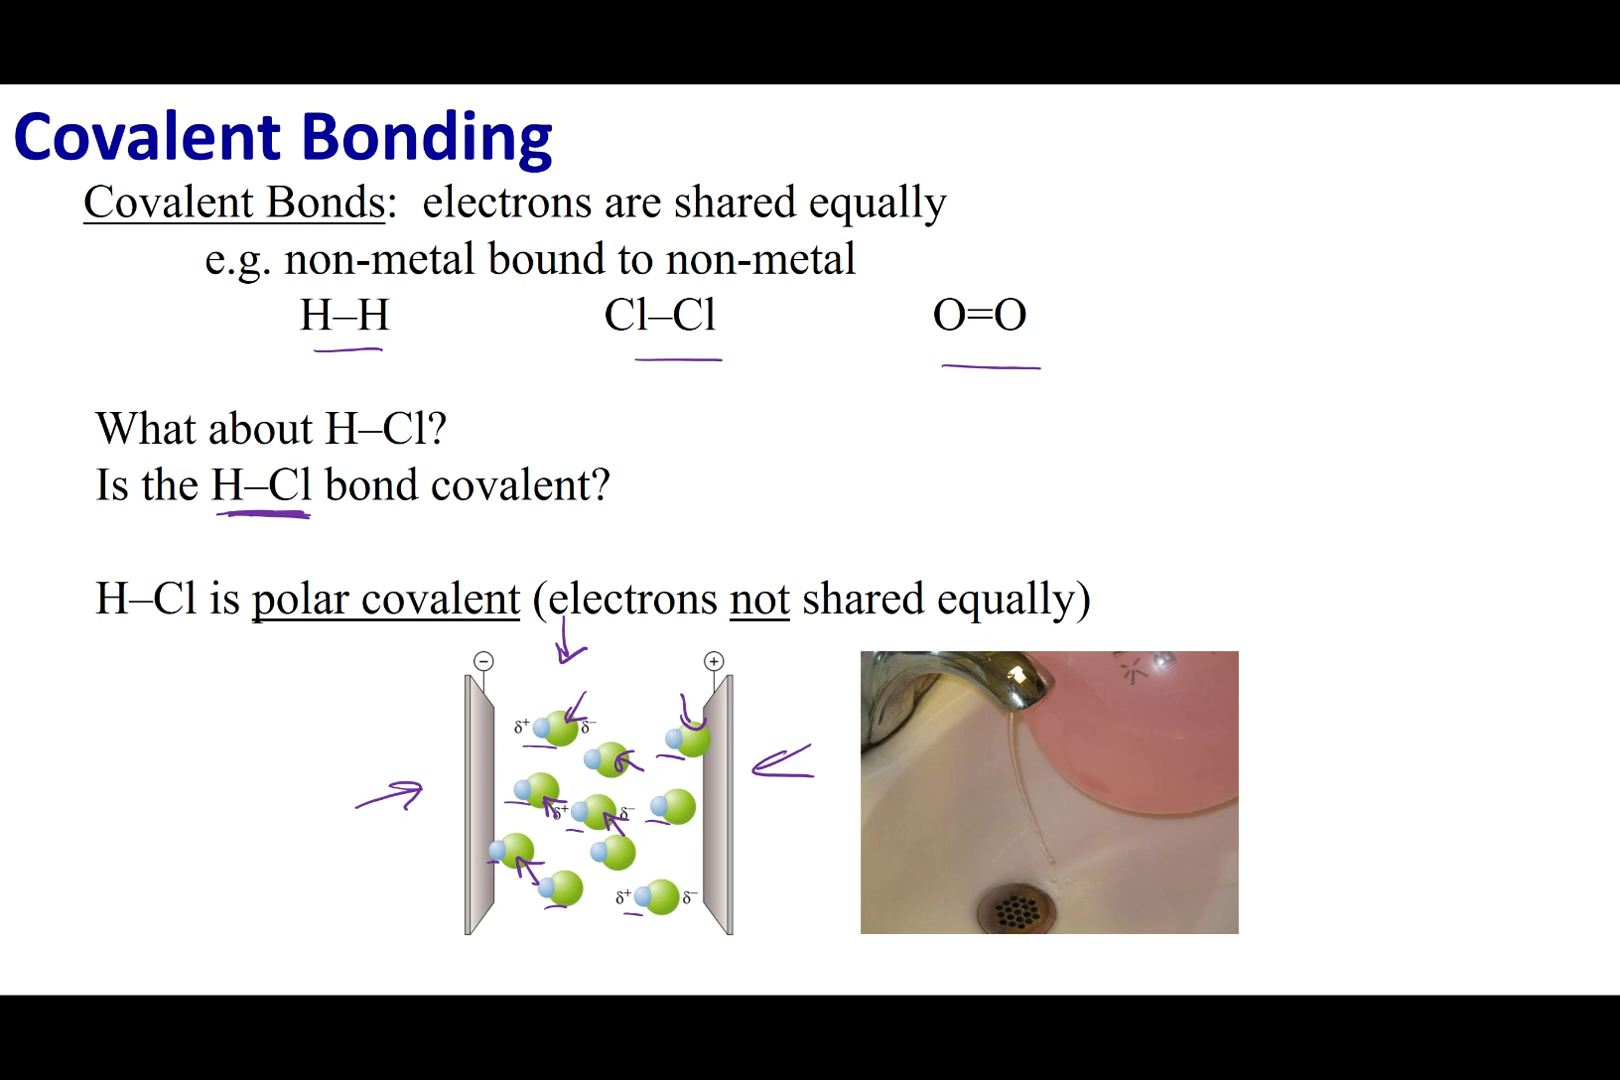 Covalent Bonding
Covalent Bonds: electrons are shared equally
e.g. non-metal bound to non-metal
H–H Cl–Cl O=O
What about H–Cl?
Is the H–Cl bond covalent?
H–Cl is polar covalent (electrons not shared equally)
− +
δ+ δ−
δ+ δ−
δ+ δ−